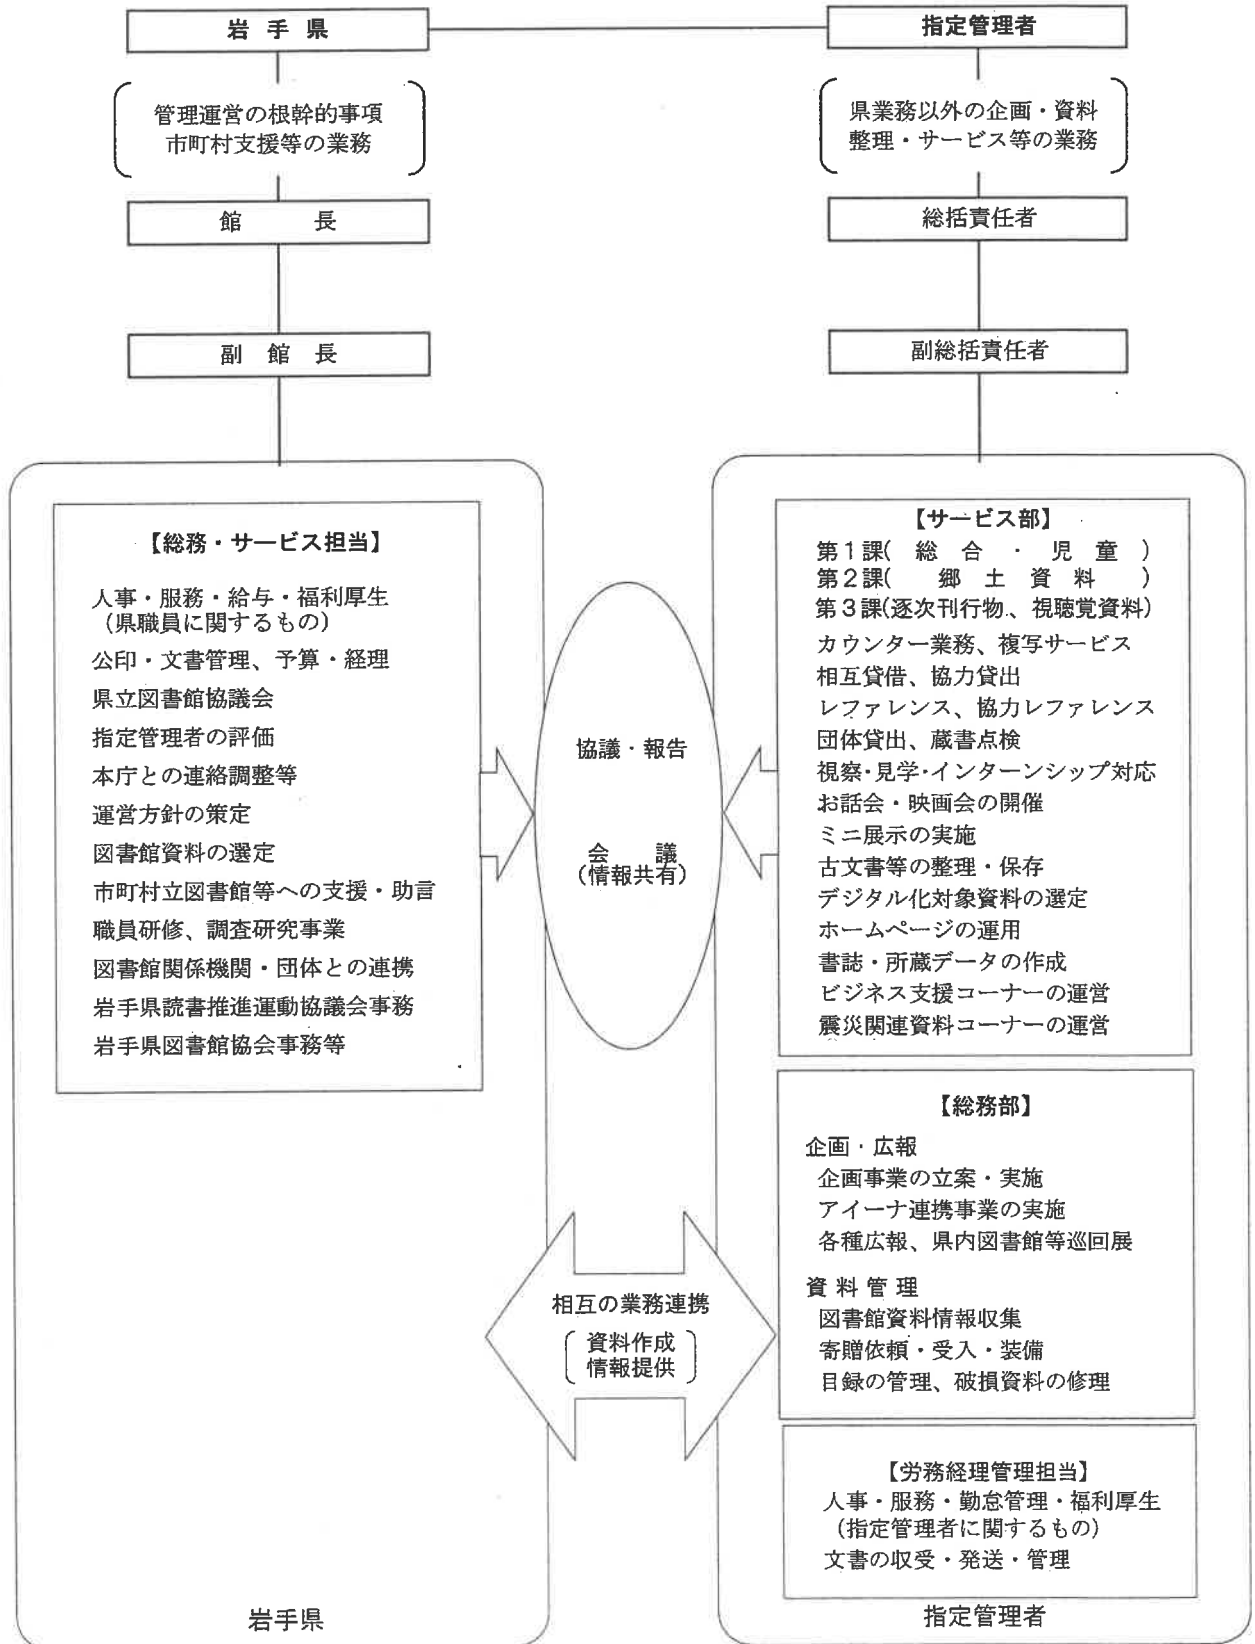 岩手県
指定管理者
管理運営の根幹的事項
市町村支援等の業務
県業務以外の企画・資料
整理・サービス等の業務
館長
総括責任者
副館長
副総括責任者
【総務・サービス担当】
人事・服務・給与・福利厚生
（県職員に関するもの）
公印・文書管理、予算・経理
県立図書館協議会
指定管理者の評価
本庁との連絡調整等
運営方針の策定
図書館資料の選定
市町村立図書館等への支援・助言
職員研修、調査研究事業
図書館関係機関・団体との連携
岩手県読書推進運動協議会事務
岩手県図書館協会事務等
協議・報告
会議
（情報共有）
【サービス部】
第1課(総合・児童)
第2課(郷土資料)
第3課(逐次刊行物、視聴覚資料)
カウンター業務、複写サービス
相互貸借、協力貸出
レファレンス、協力レファレンス
団体貸出、蔵書点検
視察・見学・インターンシップ対応
お話会・映画会の開催
ミニ展示の実施
古文書等の整理・保存
デジタル化対象資料の選定
ホームページの運用
書誌・所蔵データの作成
ビジネス支援コーナーの運営
震災関連資料コーナーの運営
【総務部】
企画・広報
企画事業の立案・実施
アイーナ連携事業の実施
各種広報、県内図書館等巡回展
資料管理
図書館資料情報収集
寄贈依頼・受入・装備
目録の管理、破損資料の修理
相互の業務連携
資料作成
情報提供
【労務経理管理担当】
人事・服務・勤怠管理・福利厚生
（指定管理者に関するもの）
文書の収受・発送・管理
岩手県
指定管理者